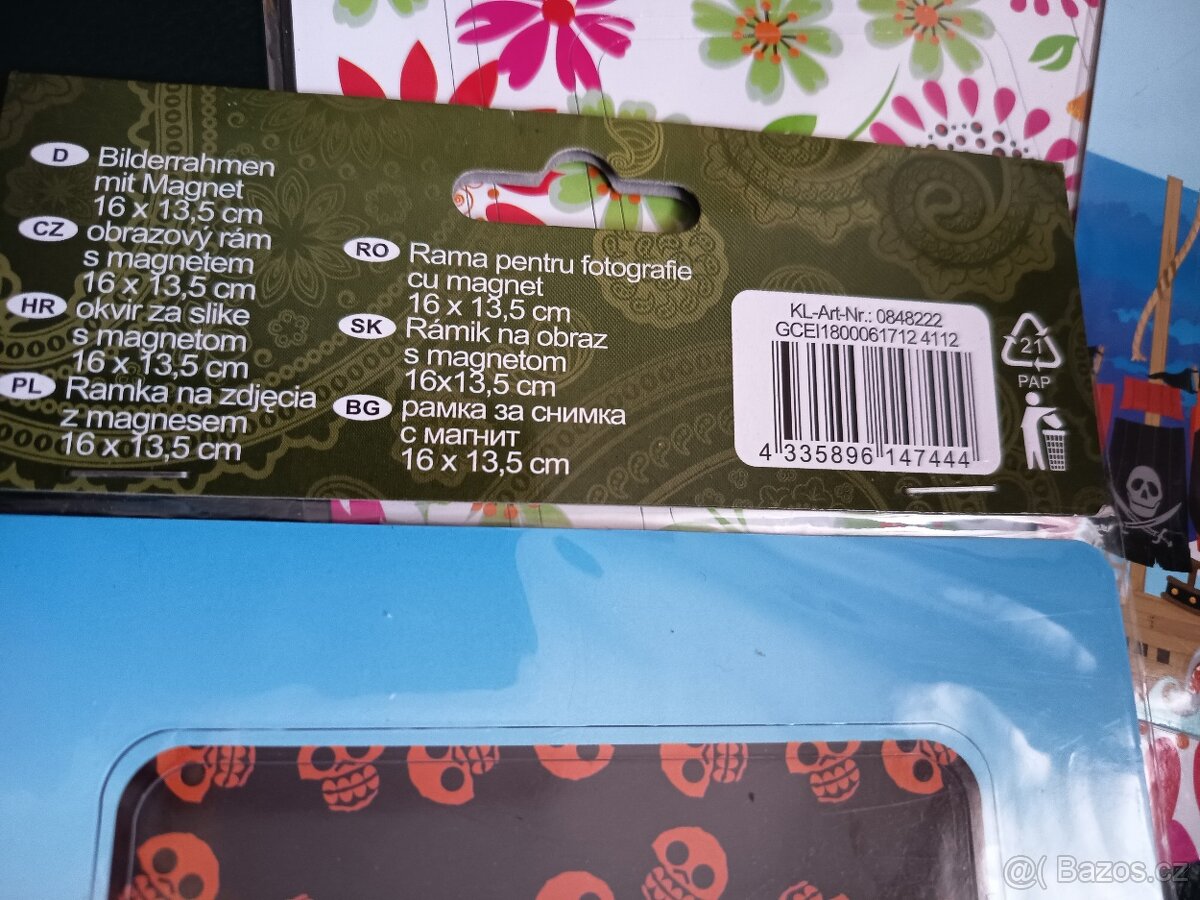 D Bilderrahmen
mit Magnet
16 x 13,5 cm
CZ obrazový rám
s magnetem
16 x 13,5 cm
HR okvir za slike
s magnetom
16 x 13,5 cm
PL Ramka na zdjęcia
z magnesem
16 x 13,5 cm
RO Rama pentru fotografie
cu magnet
16 x 13,5 cm
SK Rámik na obraz
s magnetom
16x13,5 cm
BG рамка за снимка
с магнит
16 x 13,5 cm
KL-Art-Nr.: 0848222
GCEI1800061712 4112
4 335896 147444
21
PAP
@( Bazos.cz